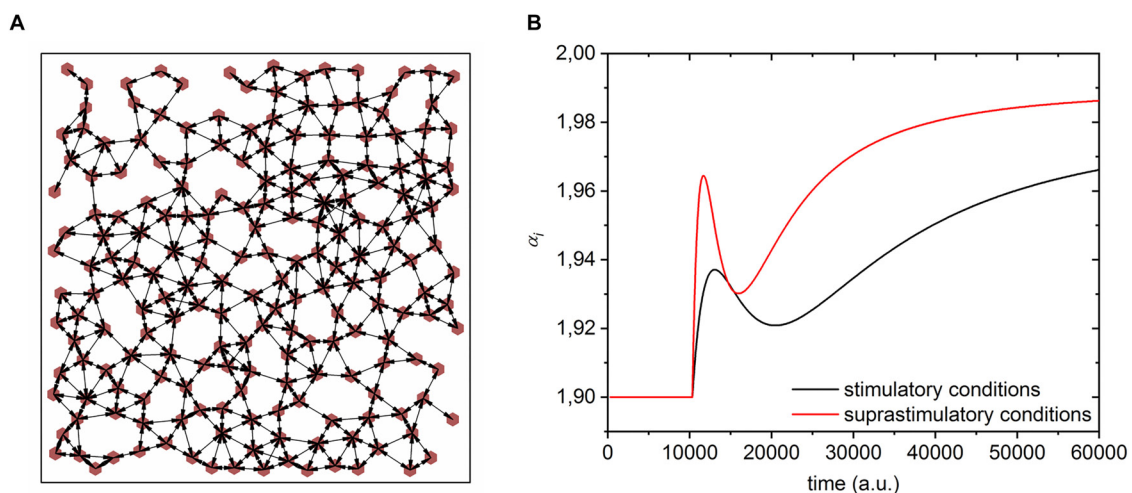 A
B
2,00
1,98
1,96
1,94
1,92
1,90
αi
stimulatory conditions
suprastimulatory conditions
0 10000 20000 30000 40000 50000 60000
time (a.u.)